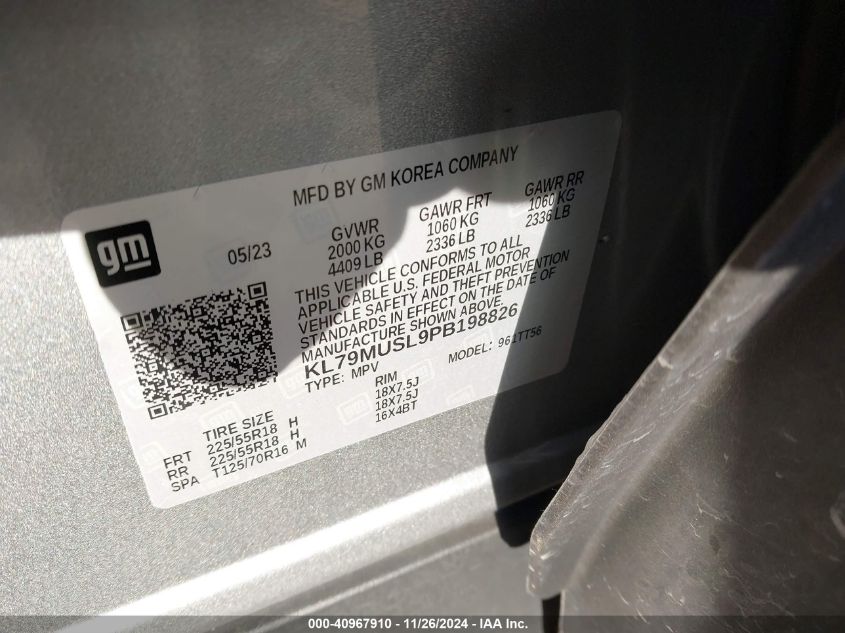 MFD BY GM KOREA COMPANY
gm
05/23
GVWR GAWR FRT GAWR RR
2000 KG 1060 KG 1060 KG
4409 LB 2336 LB 2336 LB
THIS VEHICLE CONFORMS TO ALL
APPLICABLE U.S. FEDERAL MOTOR
VEHICLE SAFETY AND THEFT PREVENTION
STANDARDS IN EFFECT ON THE DATE OF
MANUFACTURE SHOWN ABOVE.
KL79MUSL9PB198826
TYPE: MPV MODEL: 961TT56
TIRE SIZE RIM
FRT 225/55R18 H 18X7.5J
RR 225/55R18 H 18X7.5J
SPA T125/70R16 M 16X4BT
000-40967910 - 11/26/2024 - IAA Inc.